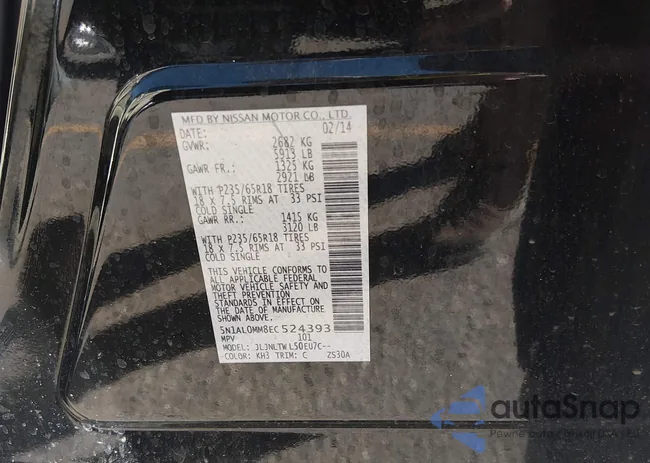 MFD BY NISSAN MOTOR CO., LTD.
DATE: 02/14
GVWR: 2682 KG
5913 LB
GAWR FR.: 1325 KG
2921 LB
WITH P235/65R18 TIRES
18 X 7.5 RIMS AT 33 PSI
COLD SINGLE
GAWR RR.: 1415 KG
3120 LB
WITH P235/65R18 TIRES
18 X 7.5 RIMS AT 33 PSI
COLD SINGLE
THIS VEHICLE CONFORMS TO
ALL APPLICABLE FEDERAL
MOTOR VEHICLE SAFETY AND
THEFT PREVENTION
STANDARDS IN EFFECT ON
THE DATE OF MANUFACTURE
SHOWN ABOVE.
5N1AL0MM8EC 524393
MPV 101
MODEL: JLJNLTWL50EU7C--
COLOR: KH3 TRIM: C ZS30A
autaSnap